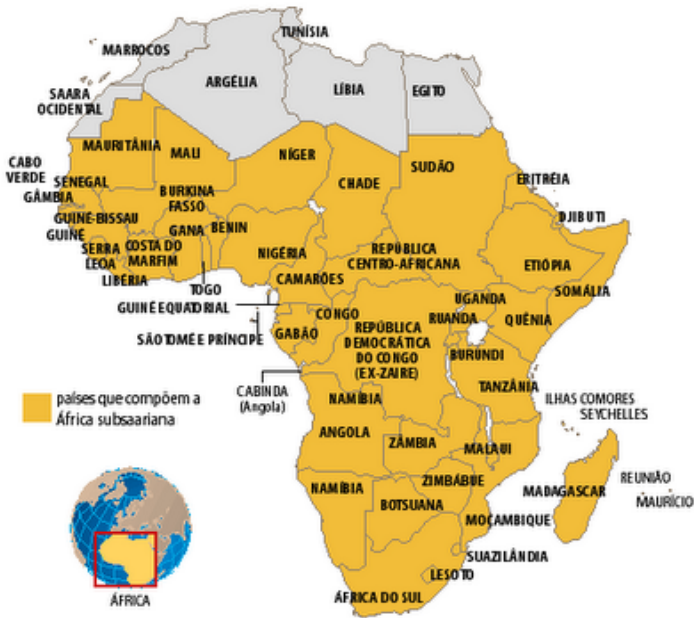 TUNÍSIA
MARROCOS
ARGÉLIA
LÍBIA
EGITO
SAARA
OCIDENTAL
MAURITÂNIA
MALI
NÍGER
CHADE
SUDÃO
ERITRÉIA
CABO
VERDE
SENEGAL
GÂMBIA
BURKINA
FASSO
GUINÉ-BISSAU
GUINÉ
DJIBUTI
GANA
BENIN
SERRA
LEOA
COSTA DO
MARFIM
NIGÉRIA
REPÚBLICA
CENTRO-AFRICANA
ETIÓPIA
LIBÉRIA
TOGO
CAMARÕES
SOMÁLIA
GUINÉ EQUATORIAL
UGANDA
CONGO
RUANDA
QUÊNIA
SÃO TOMÉ E PRÍNCIPE
GABÃO
REPÚBLICA
DEMOCRÁTICA
DO CONGO
(EX-ZAIRE)
BURUNDI
CABINDA
(Angola)
TANZÂNIA
países que compõem a
África subsaariana
NAMÍBIA
ILHAS COMORES
SEYCHELLES
ANGOLA
ZÂMBIA
MALAUI
NAMÍBIA
ZIMBÁBUE
BOTSUANA
MADAGASCAR
REUNIÃO
MAURÍCIO
MOÇAMBIQUE
SUAZILÂNDIA
LESOTO
ÁFRICA DO SUL
ÁFRICA